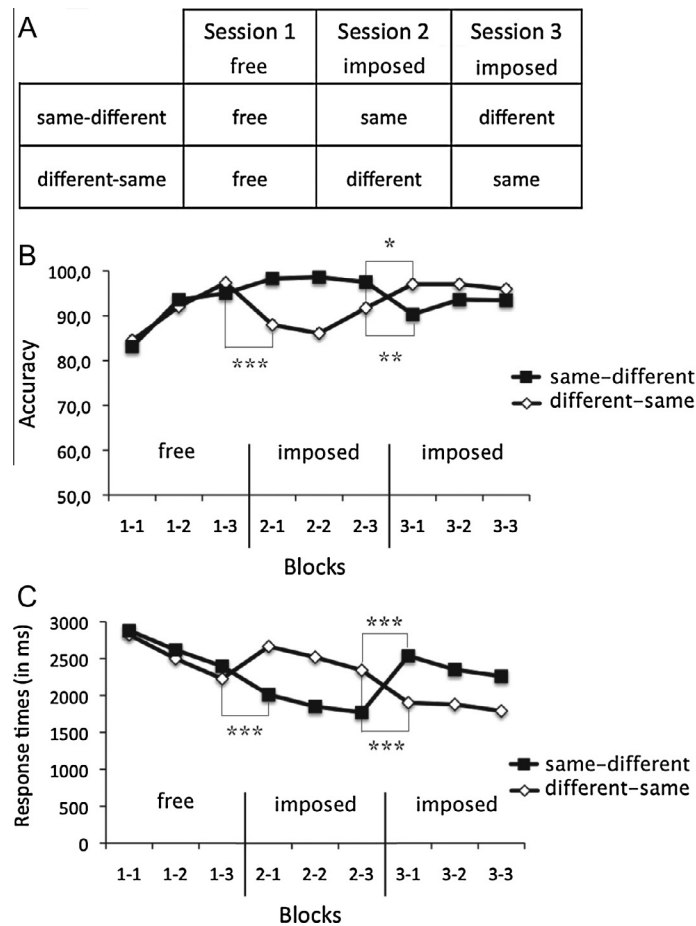 A
Session 1 Session 2 Session 3
free imposed imposed
same-different free same different
different-same free different same
B
*
100,0
90,0
80,0
70,0
60,0
50,0
Accuracy
***
**
same–different
different–same
free imposed imposed
1-1 1-2 1-3 2-1 2-2 2-3 3-1 3-2 3-3
Blocks
C
***
3000
2500
2000
1500
1000
500
0
Response times (in ms)
***
***
same–different
different–same
free imposed imposed
1-1 1-2 1-3 2-1 2-2 2-3 3-1 3-2 3-3
Blocks